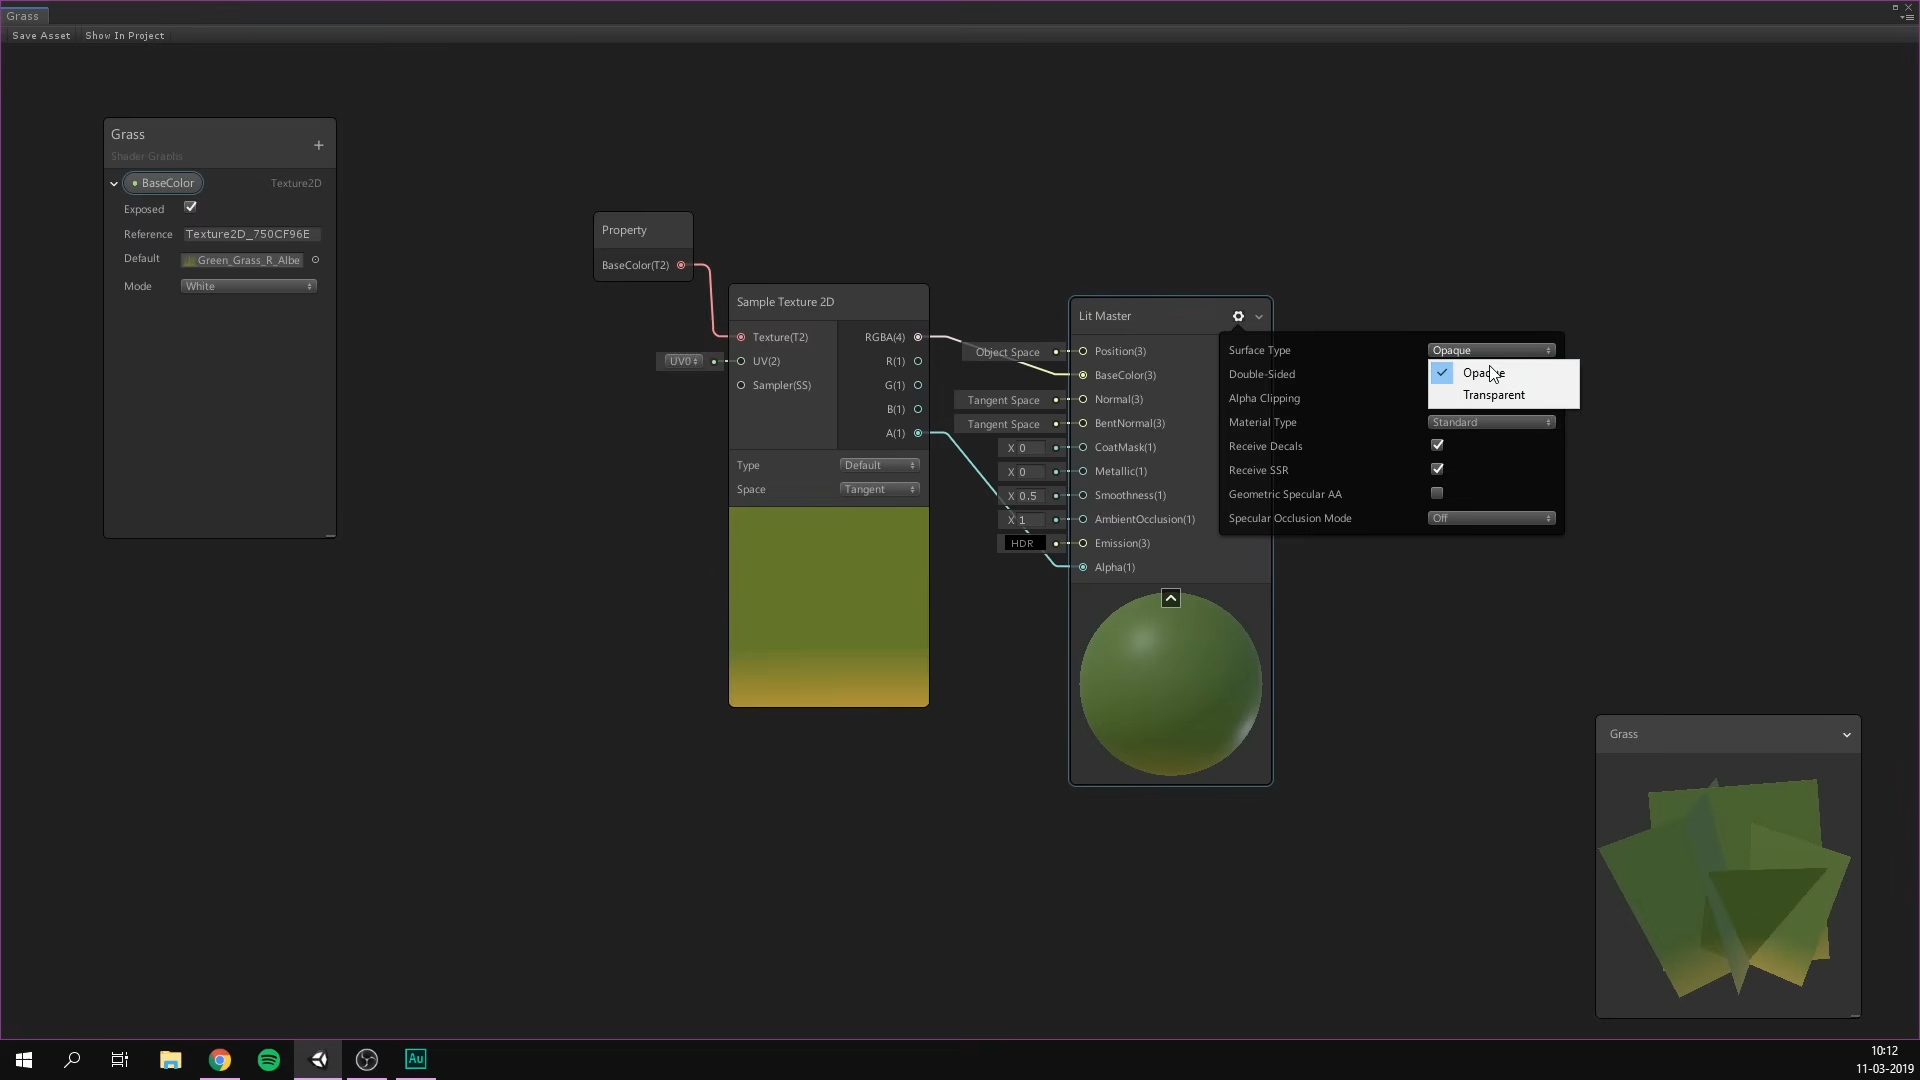 Grass
Save Asset
Show In Project
Grass
Shader Graphs
BaseColor
Texture2D
Exposed
Reference
Texture2D_750CF96E
Default
Green_Grass_R_Albe
Mode
White
Property
BaseColor(T2)
Sample Texture 2D
Texture(T2)
RGBA(4)
UV0
UV(2)
R(1)
Sampler(SS)
G(1)
B(1)
A(1)
Type
Default
Space
Tangent
Lit Master
Object Space
Position(3)
BaseColor(3)
Tangent Space
Normal(3)
Tangent Space
BentNormal(3)
X 0
CoatMask(1)
X 0
Metallic(1)
X 0.5
Smoothness(1)
X 1
AmbientOcclusion(1)
HDR
Emission(3)
Alpha(1)
Surface Type
Opaque
Double-Sided
Opaque
Transparent
Alpha Clipping
Material Type
Standard
Receive Decals
Receive SSR
Geometric Specular AA
Specular Occlusion Mode
Off
Grass
Au
10:12
11-03-2019